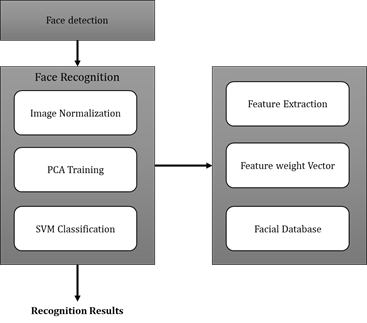 Face detection
Face Recognition
Image Normalization
PCA Training
SVM Classification
Feature Extraction
Feature weight Vector
Facial Database
Recognition Results